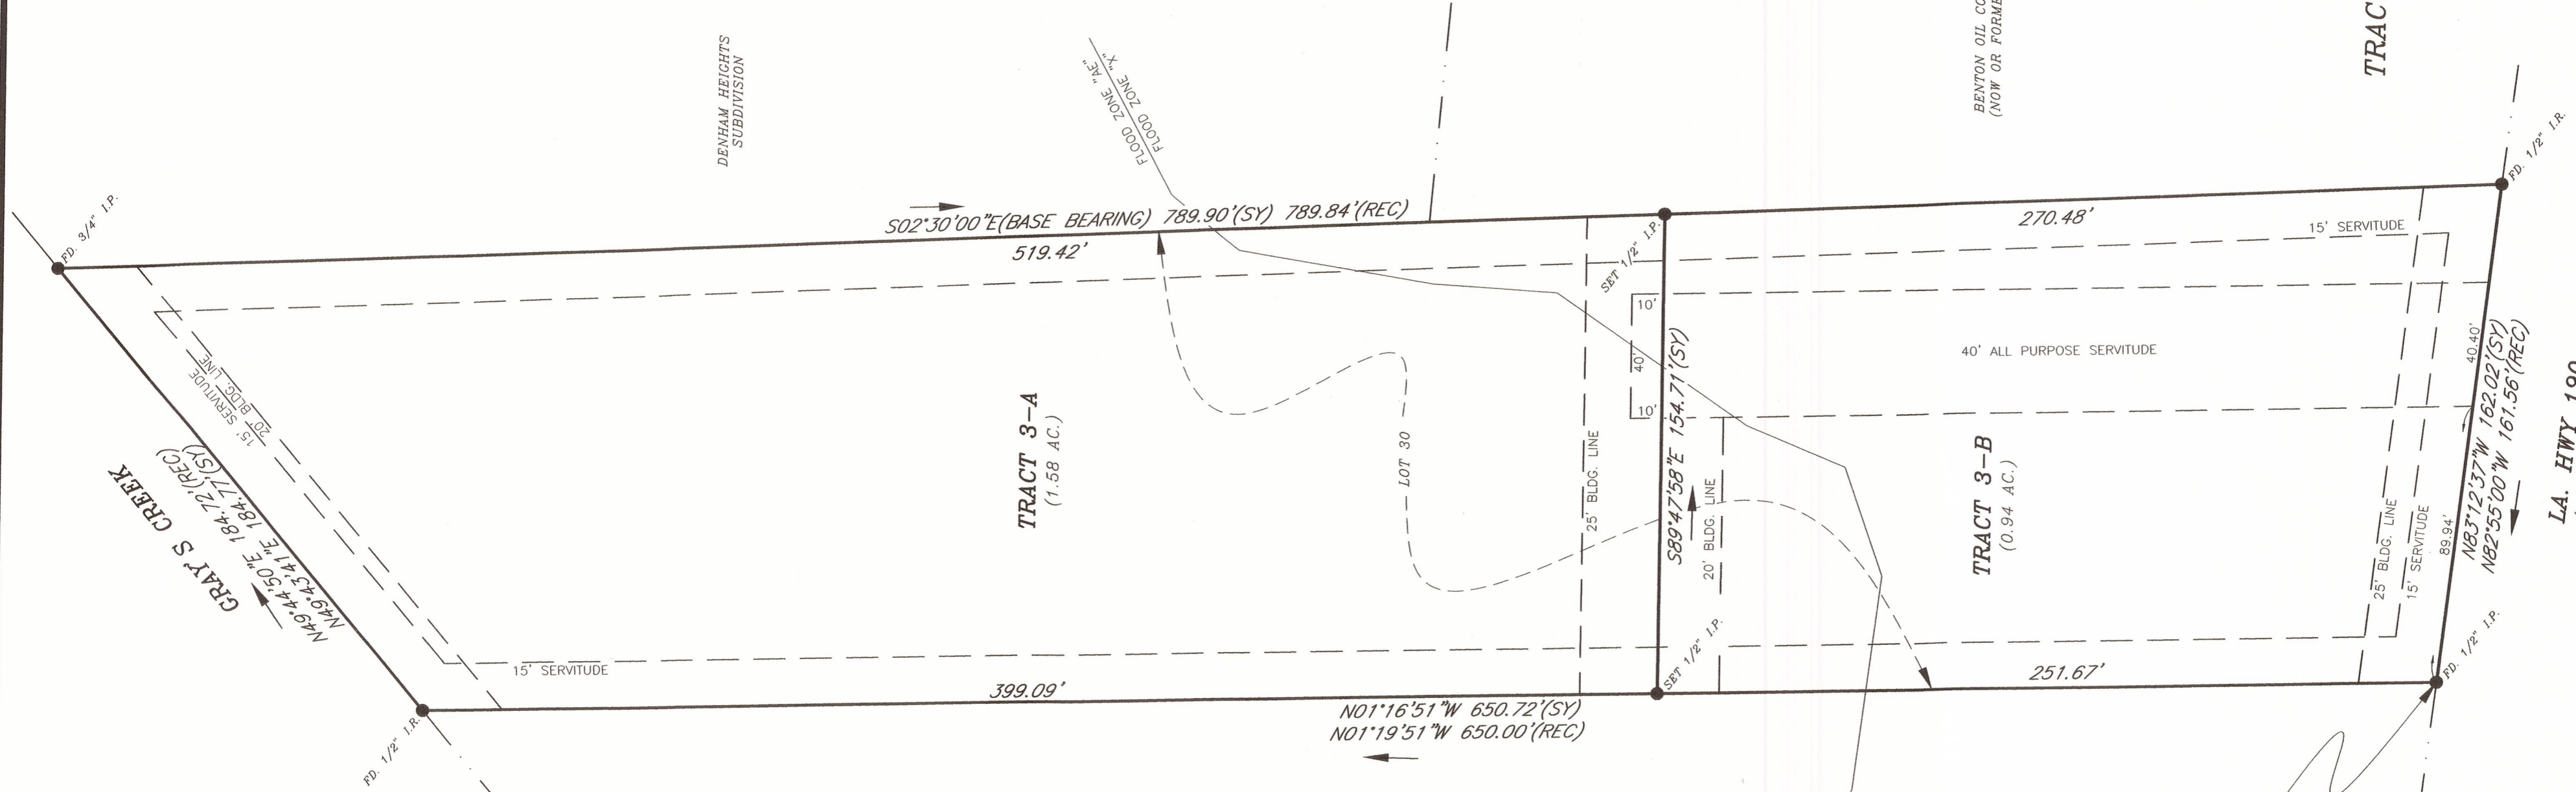 DENHAM HEIGHTS
SUBDIVISION
FLOOD ZONE "AE"
FLOOD ZONE "X"
BENTON OIL CO
(NOW OR FORME
TRAC
FD. 3/4" I.P.
S02°30'00"E(BASE BEARING) 789.90'(SY) 789.84'(REC)
519.42'
SET 1/2" I.P.
270.48'
15' SERVITUDE
FD. 1/2" I.R.
15' SERVITUDE
20' BLDG. LINE
GRAY'S CREEK
N49°44'50"E 184.72'(REC)
N49°43'41"E 184.77'(SY)
TRACT 3-A
(1.58 AC.)
LOT 30
25' BLDG. LINE
10'
40'
10'
S89°47'58"E 154.71'(SY)
20' BLDG. LINE
40' ALL PURPOSE SERVITUDE
TRACT 3-B
(0.94 AC.)
25' BLDG. LINE
15' SERVITUDE
40.40'
89.94'
N83°12'37"W 162.02'(SY)
N82°55'00"W 161.56'(REC)
LA. HWY 190
15' SERVITUDE
399.09'
SET 1/2" I.P.
251.67'
FD. 1/2" I.P.
FD. 1/2" I.R.
N01°16'51"W 650.72'(SY)
N01°19'51"W 650.00'(REC)